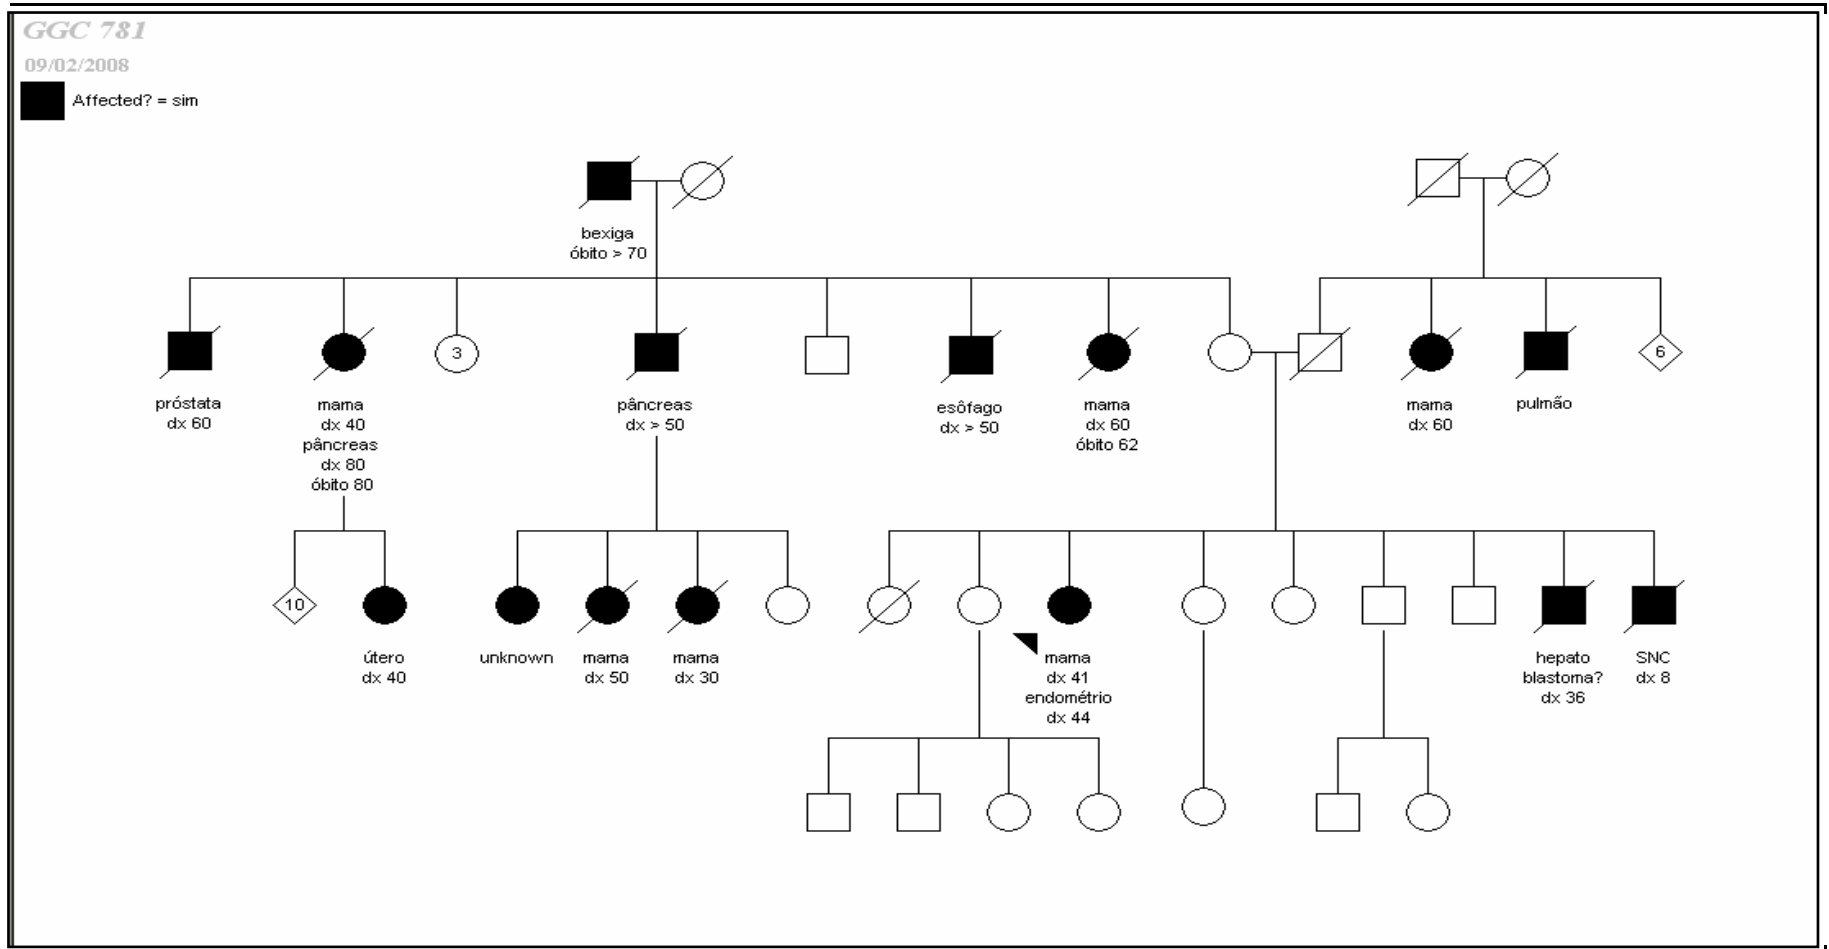 GGC 781
09/02/2008
Affected? = sim
bexiga
óbito > 70
3
6
próstata
dx 60
mama
dx 40
pâncreas
dx 80
óbito 80
pâncreas
dx > 50
esôfago
dx > 50
mama
dx 60
óbito 62
mama
dx 60
pulmão
10
útero
dx 40
unknown
mama
dx 50
mama
dx 30
mama
dx 41
endométrio
dx 44
hepato
blastoma?
dx 36
SNC
dx 8